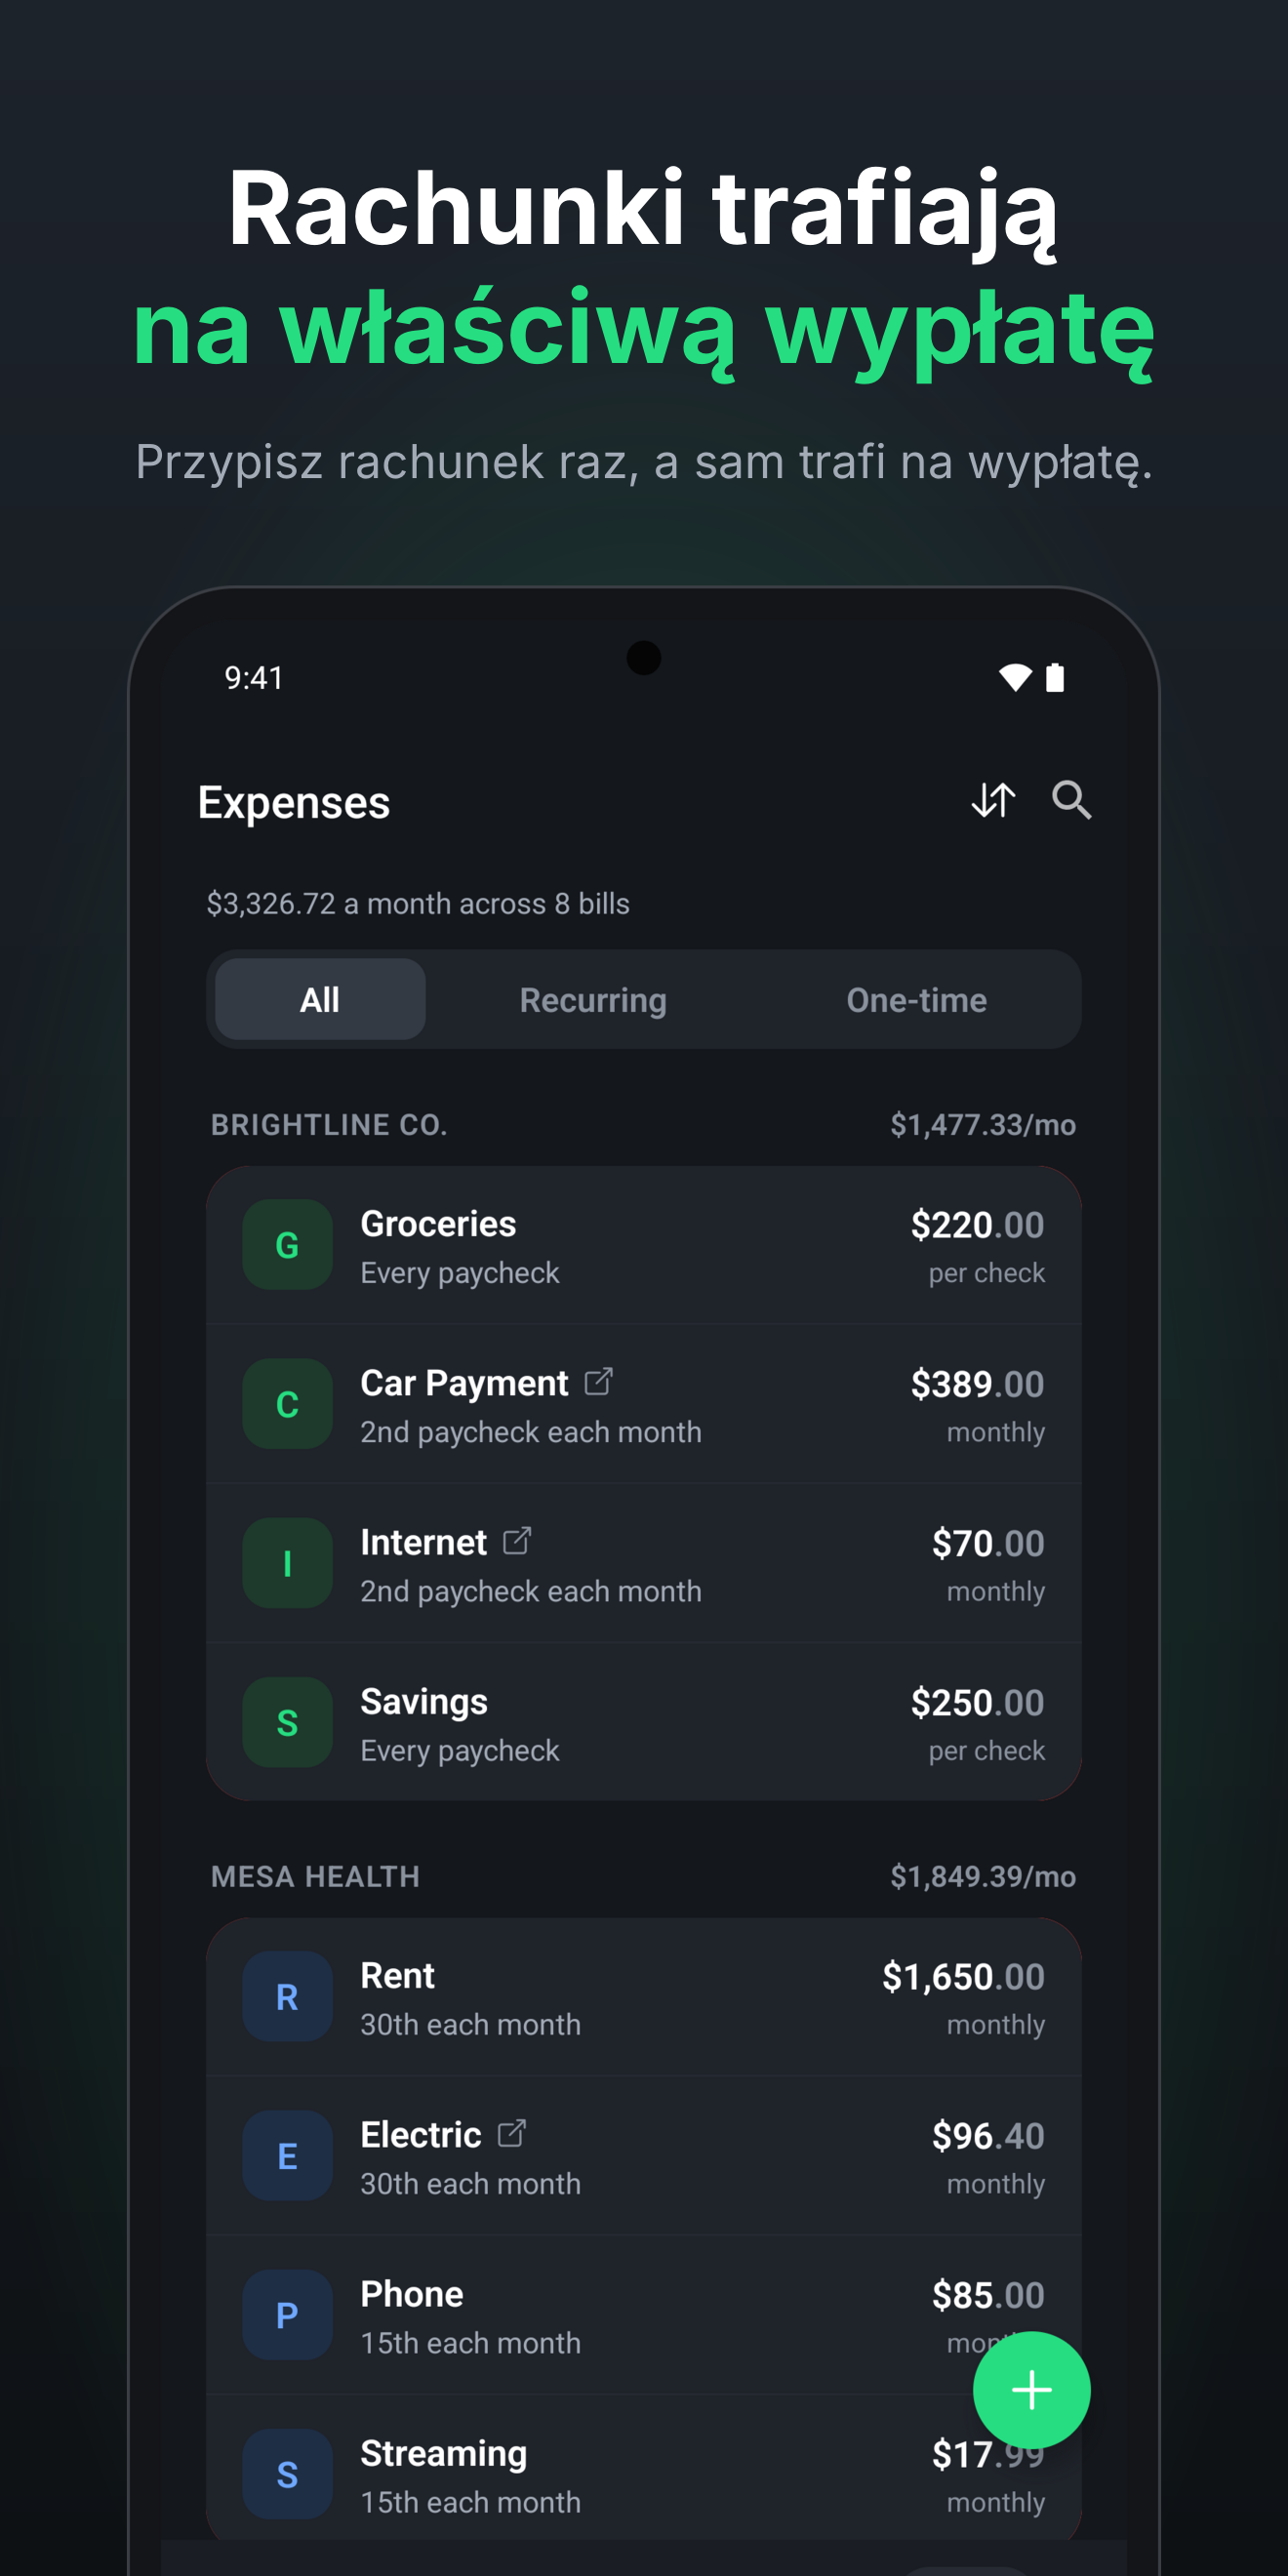 Rachunki trafiają
na właściwą wypłatę
Przypisz rachunek raz, a sam trafi na wypłatę.
9:41
Expenses
$3,326.72 a month across 8 bills
All Recurring One-time
BRIGHTLINE CO. $1,477.33/mo
G Groceries $220.00
Every paycheck per check
C Car Payment $389.00
2nd paycheck each month monthly
I Internet $70.00
2nd paycheck each month monthly
S Savings $250.00
Every paycheck per check
MESA HEALTH $1,849.39/mo
R Rent $1,650.00
30th each month monthly
E Electric $96.40
30th each month monthly
P Phone $85.00
15th each month
S Streaming $17.99
15th each month monthly